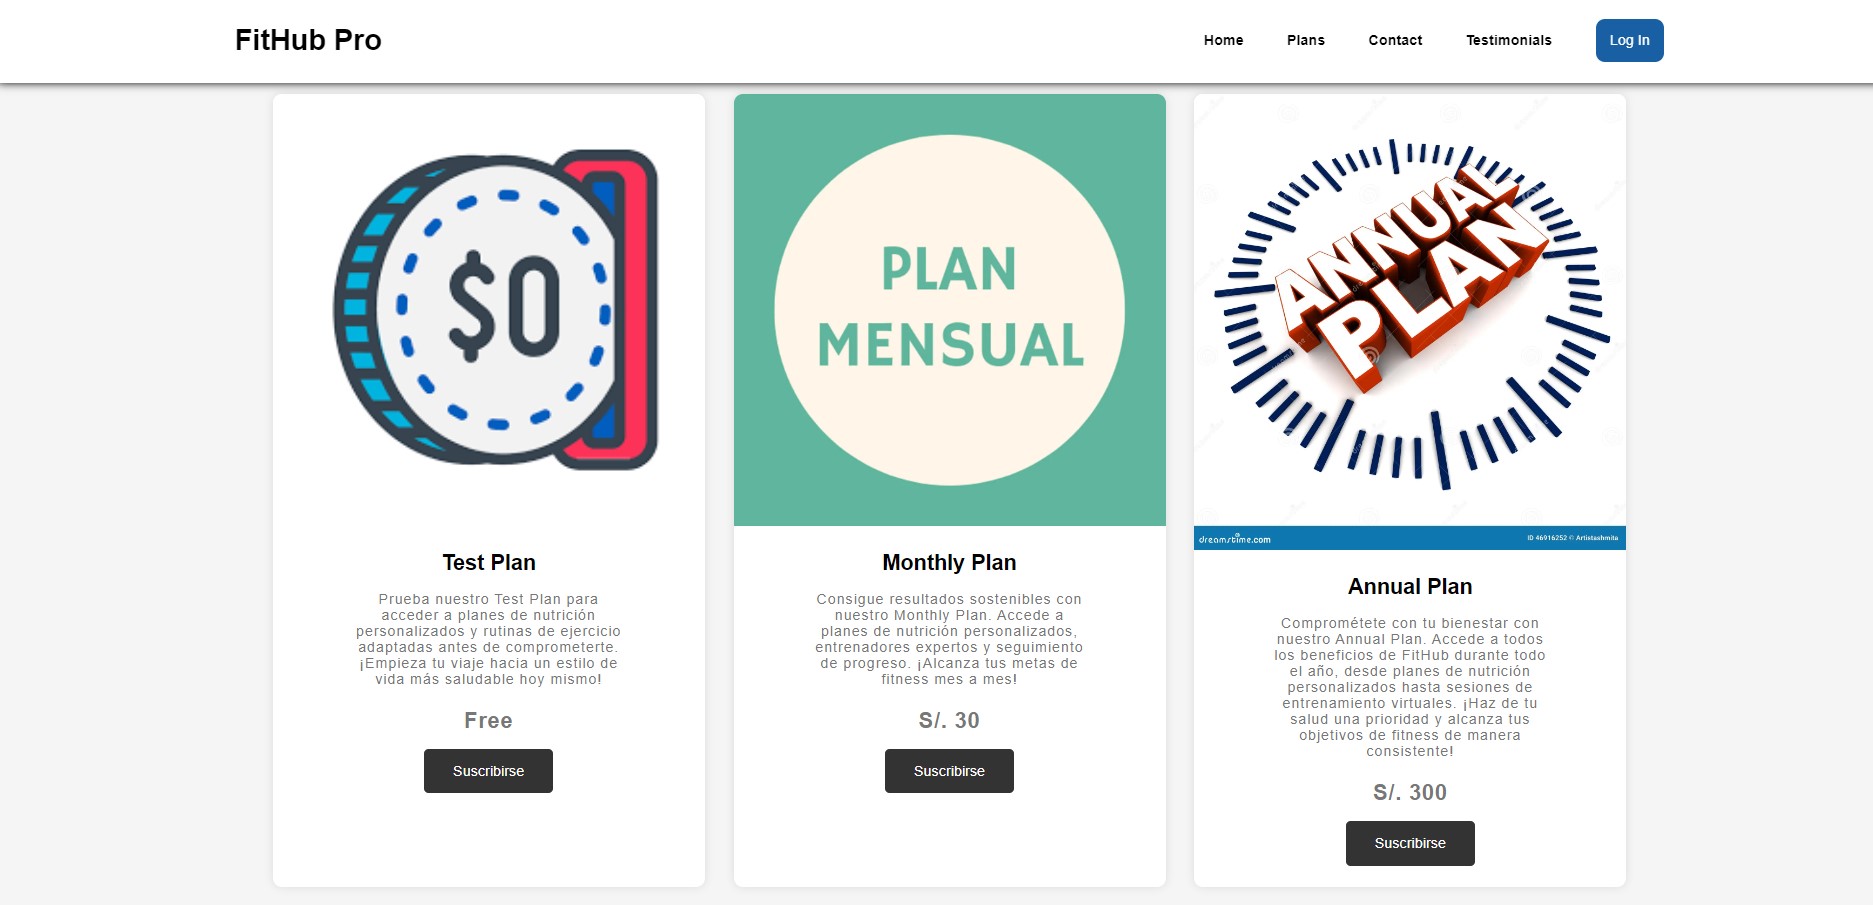 FitHub Pro
Home
Plans
Contact
Testimonials
Log In
$0
PLAN
MENSUAL
ANNUAL
PLAN
dreamstime.com
ID 46916252 © Artistashmita
Test Plan
Prueba nuestro Test Plan para
acceder a planes de nutrición
personalizados y rutinas de ejercicio
adaptadas antes de comprometerte.
¡Empieza tu viaje hacia un estilo de
vida más saludable hoy mismo!
Free
Suscribirse
Monthly Plan
Consigue resultados sostenibles con
nuestro Monthly Plan. Accede a
planes de nutrición personalizados,
entrenadores expertos y seguimiento
de progreso. ¡Alcanza tus metas de
fitness mes a mes!
S/. 30
Suscribirse
Annual Plan
Comprométete con tu bienestar con
nuestro Annual Plan. Accede a todos
los beneficios de FitHub durante todo
el año, desde planes de nutrición
personalizados hasta sesiones de
entrenamiento virtuales. ¡Haz de tu
salud una prioridad y alcanza tus
objetivos de fitness de manera
consistente!
S/. 300
Suscribirse